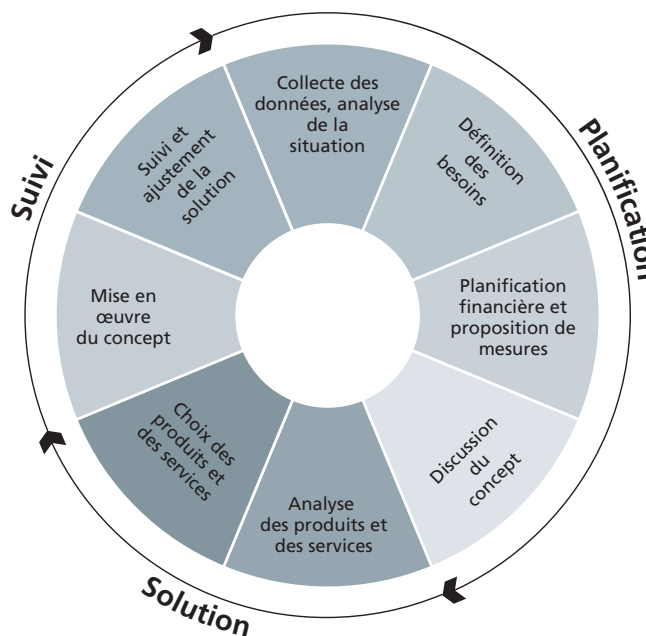 Collecte des
données, analyse
de la
situation
Définition
des
besoins
Planification
financière et
proposition de
mesures
Discussion
du
concept
Analyse
des produits et
des services
Choix des
produits et
des services
Mise en
œuvre
du concept
Suivi et
ajustement
de la
solution
Planification
Solution
Suivi